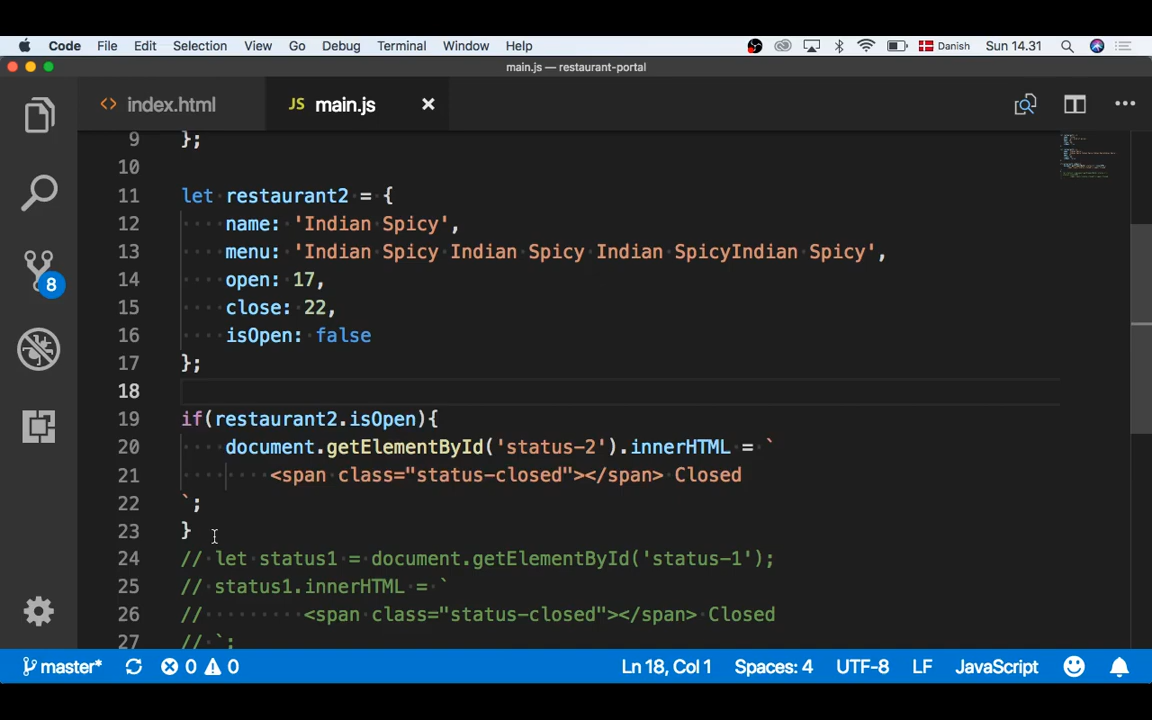 Code File Edit Selection View Go Debug Terminal Window Help Danish Sun 14.31
main.js — restaurant-portal
<> index.html JS main.js
9 };
10
11 let restaurant2 = {
12 name: 'Indian Spicy',
13 menu: 'Indian Spicy Indian Spicy Indian SpicyIndian Spicy',
14 open: 17,
15 close: 22,
16 isOpen: false
17 };
18
19 if(restaurant2.isOpen){
20 document.getElementById('status-2').innerHTML = `
21 <span class="status-closed"></span> Closed
22 `;
23 }
24 // let status1 = document.getElementById('status-1');
25 // status1.innerHTML = `
26 // <span class="status-closed"></span> Closed
27 // `;
8
master* 0 0 Ln 18, Col 1 Spaces: 4 UTF-8 LF JavaScript